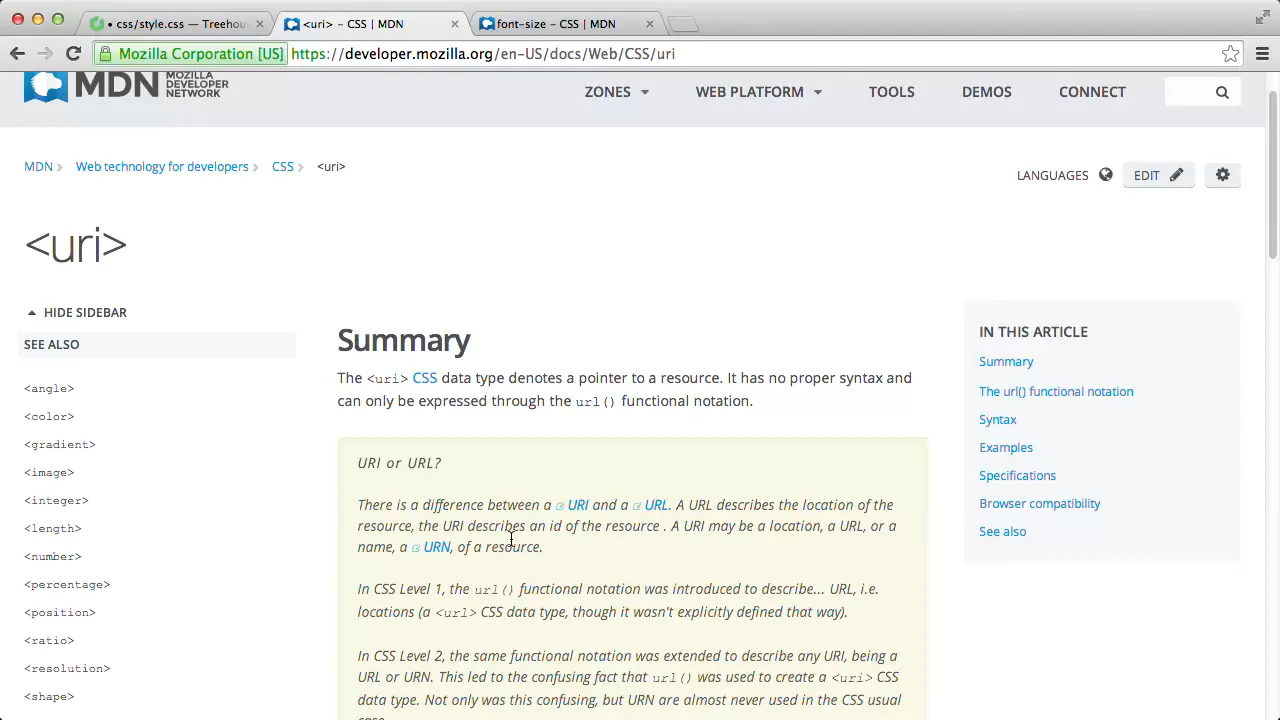 • css/style.css — Treehou
<uri> – CSS | MDN
font-size – CSS | MDN
Mozilla Corporation [US]
https://developer.mozilla.org/en-US/docs/Web/CSS/uri
MDN
MOZILLA
DEVELOPER
NETWORK
ZONES
WEB PLATFORM
TOOLS
DEMOS
CONNECT
MDN
Web technology for developers
CSS
<uri>
LANGUAGES
EDIT
<uri>
HIDE SIDEBAR
SEE ALSO
<angle>
<color>
<gradient>
<image>
<integer>
<length>
<number>
<percentage>
<position>
<ratio>
<resolution>
<shape>
Summary
The <uri> CSS data type denotes a pointer to a resource. It has no proper syntax and
can only be expressed through the url() functional notation.
URI or URL?
There is a difference between a URI and a URL. A URL describes the location of the
resource, the URI describes an id of the resource . A URI may be a location, a URL, or a
name, a URN, of a resource.
In CSS Level 1, the url() functional notation was introduced to describe... URL, i.e.
locations (a <url> CSS data type, though it wasn't explicitly defined that way).
In CSS Level 2, the same functional notation was extended to describe any URI, being a
URL or URN. This led to the confusing fact that url() was used to create a <uri> CSS
data type. Not only was this confusing, but URN are almost never used in the CSS usual
case.
IN THIS ARTICLE
Summary
The url() functional notation
Syntax
Examples
Specifications
Browser compatibility
See also